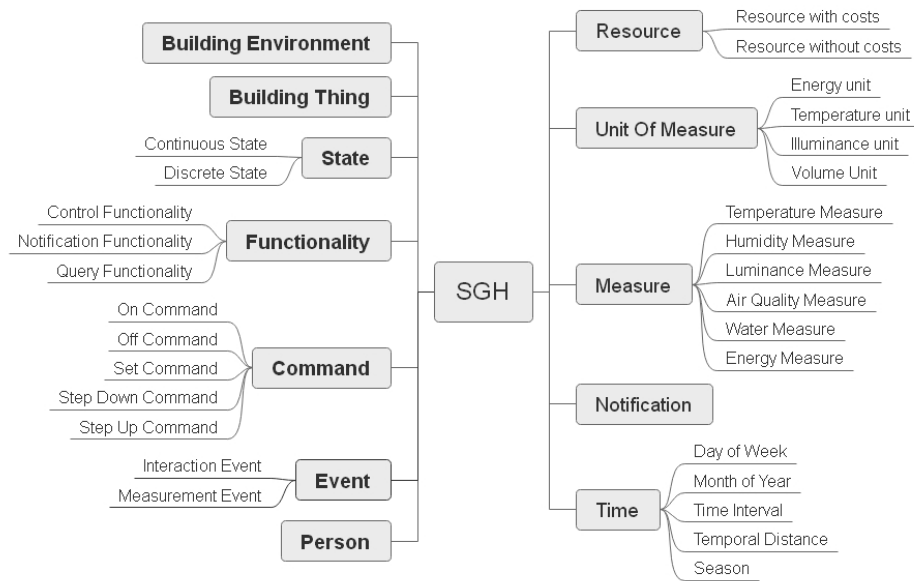 Building Environment
Building Thing
Continuous State
Discrete State
State
Control Functionality
Notification Functionality
Query Functionality
Functionality
On Command
Off Command
Set Command
Step Down Command
Step Up Command
Command
Interaction Event
Measurement Event
Event
Person
SGH
Resource
Resource with costs
Resource without costs
Unit Of Measure
Energy unit
Temperature unit
Illuminance unit
Volume Unit
Measure
Temperature Measure
Humidity Measure
Luminance Measure
Air Quality Measure
Water Measure
Energy Measure
Notification
Time
Day of Week
Month of Year
Time Interval
Temporal Distance
Season